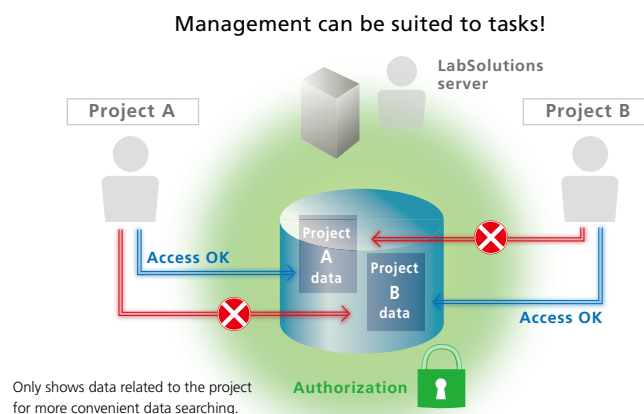 Management can be suited to tasks!
LabSolutions
server
Project A
Project B
Project
A
data
Access OK
Project
B
data
Access OK
Only shows data related to the project
for more convenient data searching.
Authorization